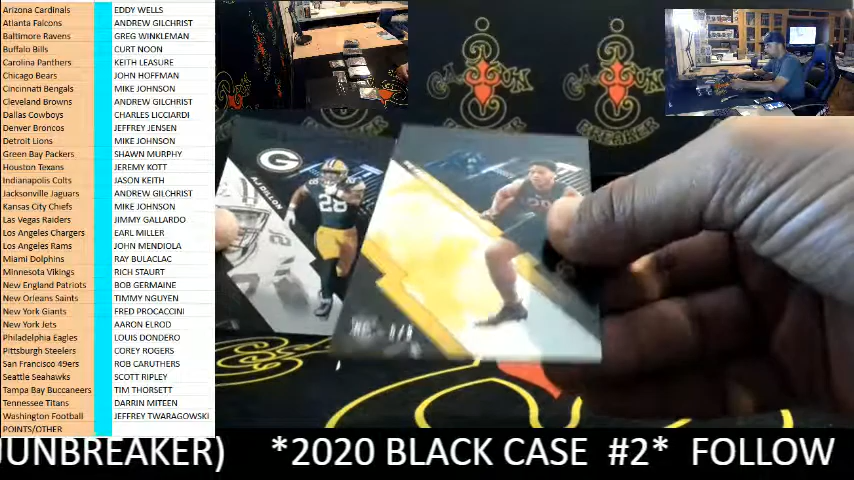 Arizona Cardinals EDDY WELLS
Atlanta Falcons ANDREW GILCHRIST
Baltimore Ravens GREG WINKLEMAN
Buffalo Bills CURT NOON
Carolina Panthers KEITH LEASURE
Chicago Bears JOHN HOFFMAN
Cincinnati Bengals MIKE JOHNSON
Cleveland Browns ANDREW GILCHRIST
Dallas Cowboys CHARLES LICCIARDI
Denver Broncos JEFFREY JENSEN
Detroit Lions MIKE JOHNSON
Green Bay Packers SHAWN MURPHY
Houston Texans JEREMY KOTT
Indianapolis Colts JASON KEITH
Jacksonville Jaguars ANDREW GILCHRIST
Kansas City Chiefs MIKE JOHNSON
Las Vegas Raiders JIMMY GALLARDO
Los Angeles Chargers EARL MILLER
Los Angeles Rams JOHN MENDIOLA
Miami Dolphins RAY BULACLAC
Minnesota Vikings RICH STAURT
New England Patriots BOB GERMAINE
New Orleans Saints TIMMY NGUYEN
New York Giants FRED PROCACCINI
New York Jets AARON ELROD
Philadelphia Eagles LOUIS DONDERO
Pittsburgh Steelers COREY ROGERS
San Francisco 49ers ROB CARUTHERS
Seattle Seahawks SCOTT RIPLEY
Tampa Bay Buccaneers TIM THORSETT
Tennessee Titans DARRIN MITEEN
Washington Football JEFFREY TWARAGOWSKI
POINTS/OTHER
BREAKER
G
AJ DILLON
28
JUNBREAKER) *2020 BLACK CASE #2* FOLLOW